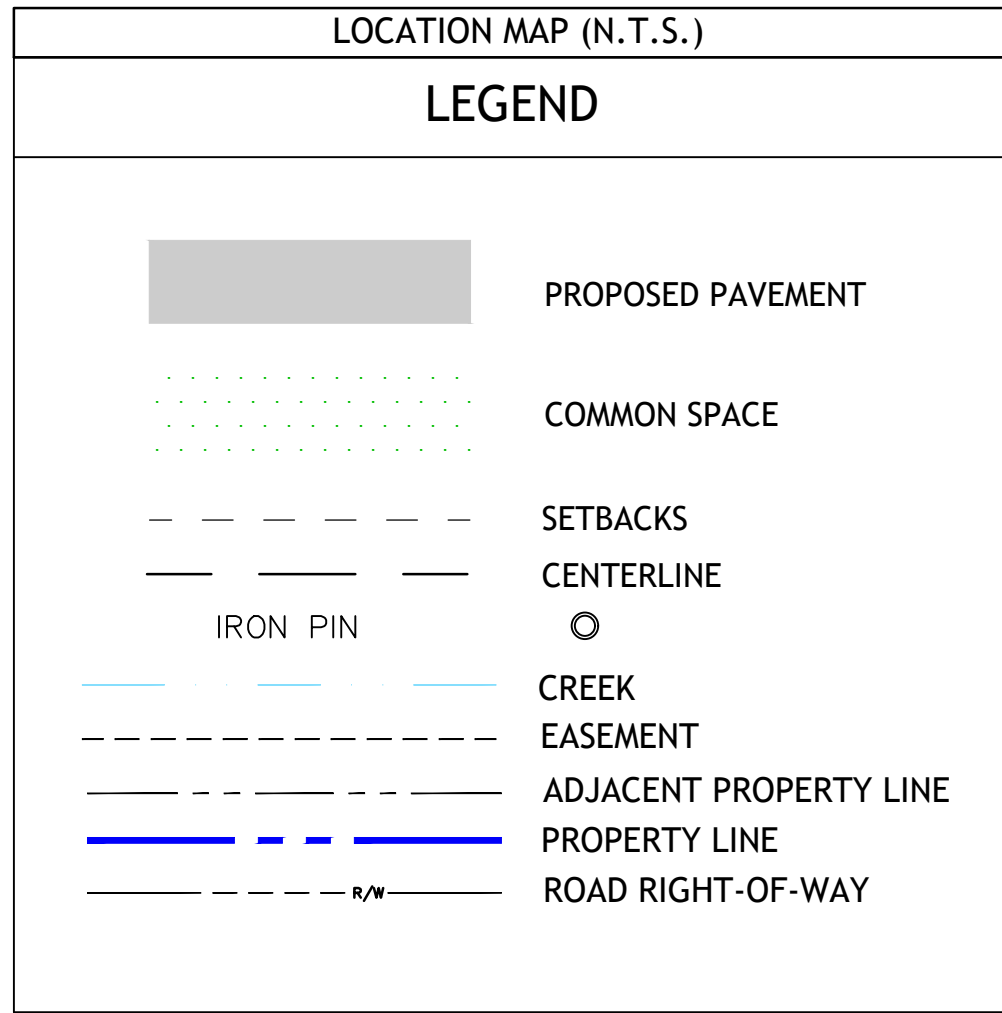 LOCATION MAP (N.T.S.)
LEGEND
PROPOSED PAVEMENT
COMMON SPACE
SETBACKS
CENTERLINE
IRON PIN
CREEK
EASEMENT
ADJACENT PROPERTY LINE
PROPERTY LINE
R/W ROAD RIGHT-OF-WAY